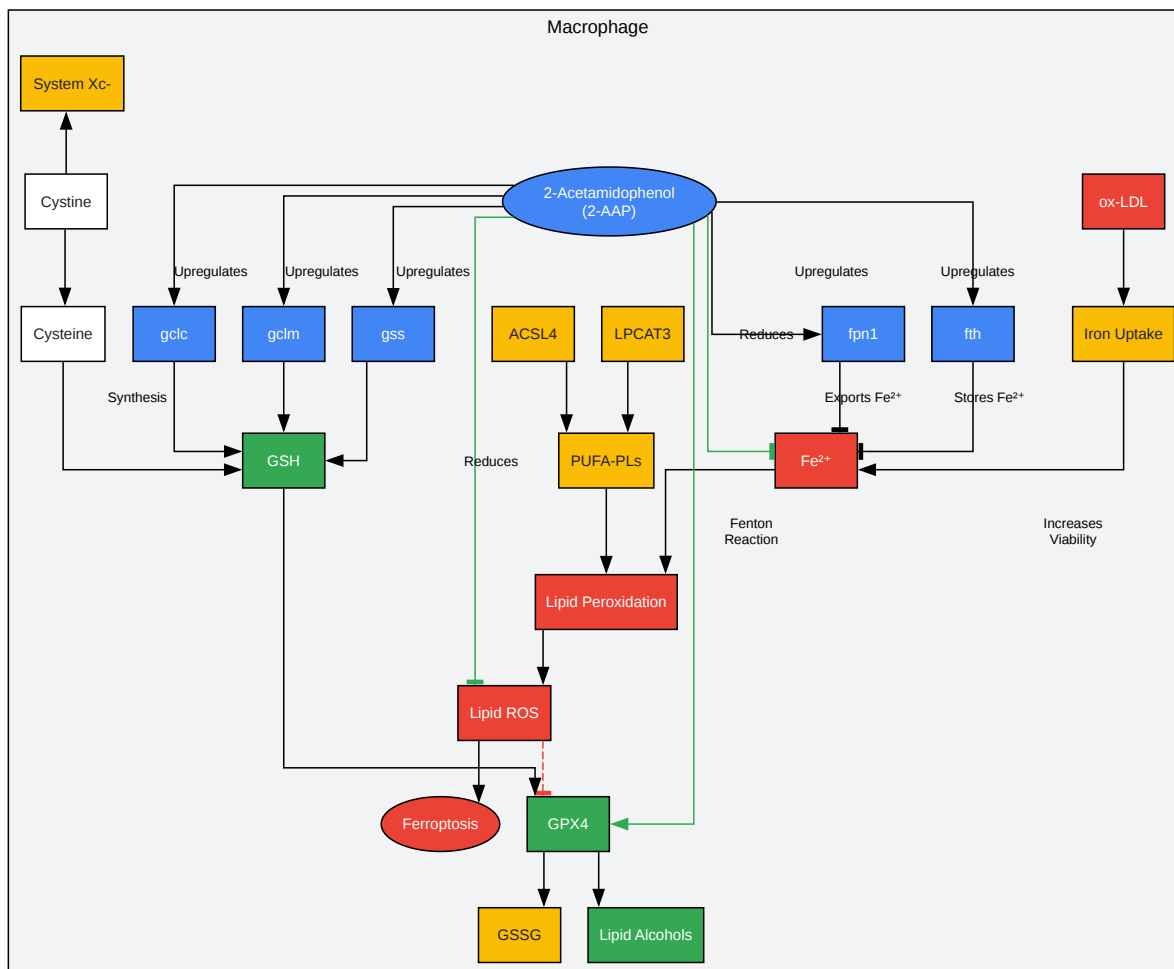 Macrophage
System Xc-
Cystine
2-Acetamidophenol
(2-AAP)
ox-LDL
Upregulates
Upregulates
Upregulates
Upregulates
Upregulates
Cysteine
gclc
gclm
gss
ACSL4
LPCAT3
Reduces
fpn1
fth
Iron Uptake
Synthesis
Exports Fe²⁺
Stores Fe²⁺
GSH
Reduces
PUFA-PLs
Fe²⁺
Fenton
Reaction
Increases
Viability
Lipid Peroxidation
Lipid ROS
Ferroptosis
GPX4
GSSG
Lipid Alcohols